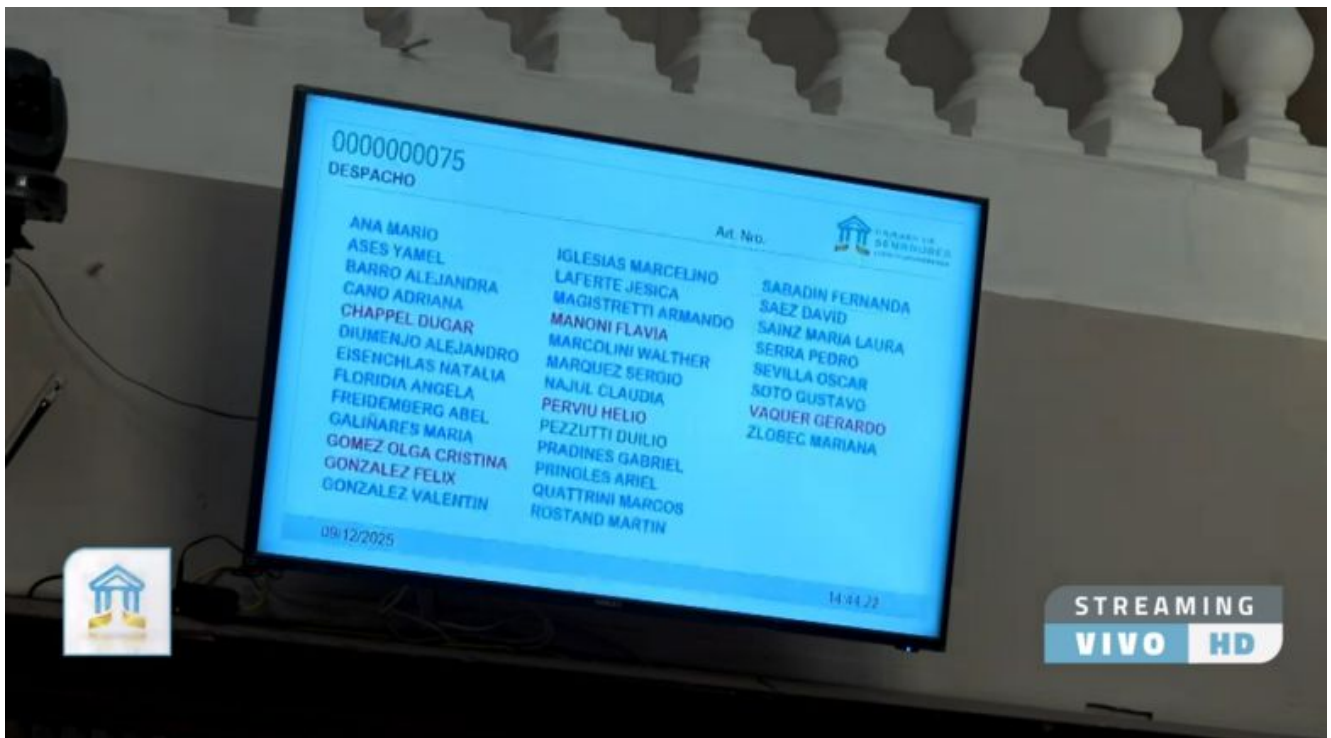 0000000075
DESPACHO
Art. Nro.
CAMARA DE
SENADORES
ANA MARIO
ASES YAMEL
BARRO ALEJANDRA
CANO ADRIANA
CHAPPEL DUGAR
DIUMENJO ALEJANDRO
EISENCHLAS NATALIA
FLORIDIA ANGELA
FREIDEMBERG ABEL
GALIÑARES MARIA
GOMEZ OLGA CRISTINA
GONZALEZ FELIX
GONZALEZ VALENTIN
IGLESIAS MARCELINO
LAFERTE JESICA
MAGISTRETTI ARMANDO
MANONI FLAVIA
MARCOLINI WALTHER
MARQUEZ SERGIO
NAJUL CLAUDIA
PERVIU HELIO
PEZZUTTI DUILIO
PRADINES GABRIEL
PRINGLES ARIEL
QUATTRINI MARCOS
ROSTAND MARTIN
SABADIN FERNANDA
SAEZ DAVID
SAINZ MARIA LAURA
SERRA PEDRO
SEVILLA OSCAR
SOTO GUSTAVO
VAQUER GERARDO
ZLOBEC MARIANA
09/12/2025
14:44:22
STREAMING
VIVO HD